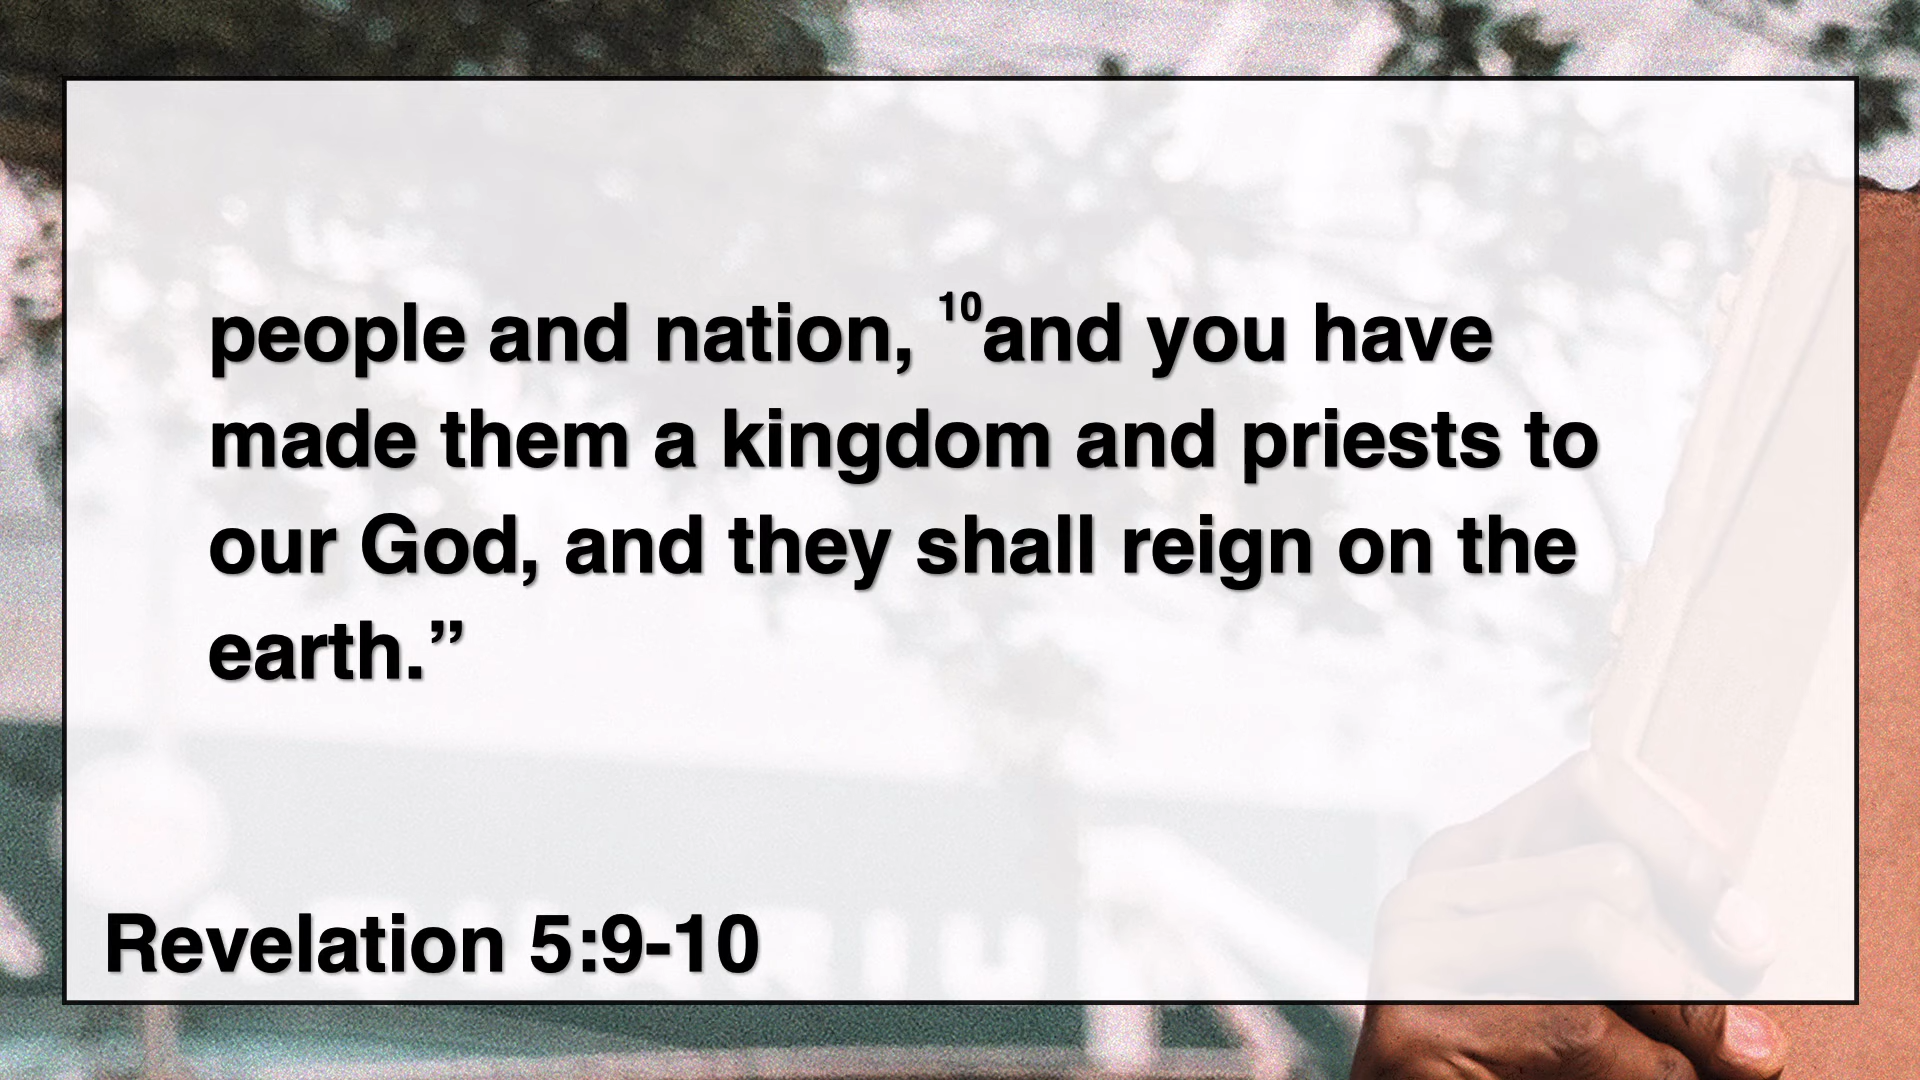 people and nation, ¹⁰and you have
made them a kingdom and priests to
our God, and they shall reign on the
earth.”
Revelation 5:9-10